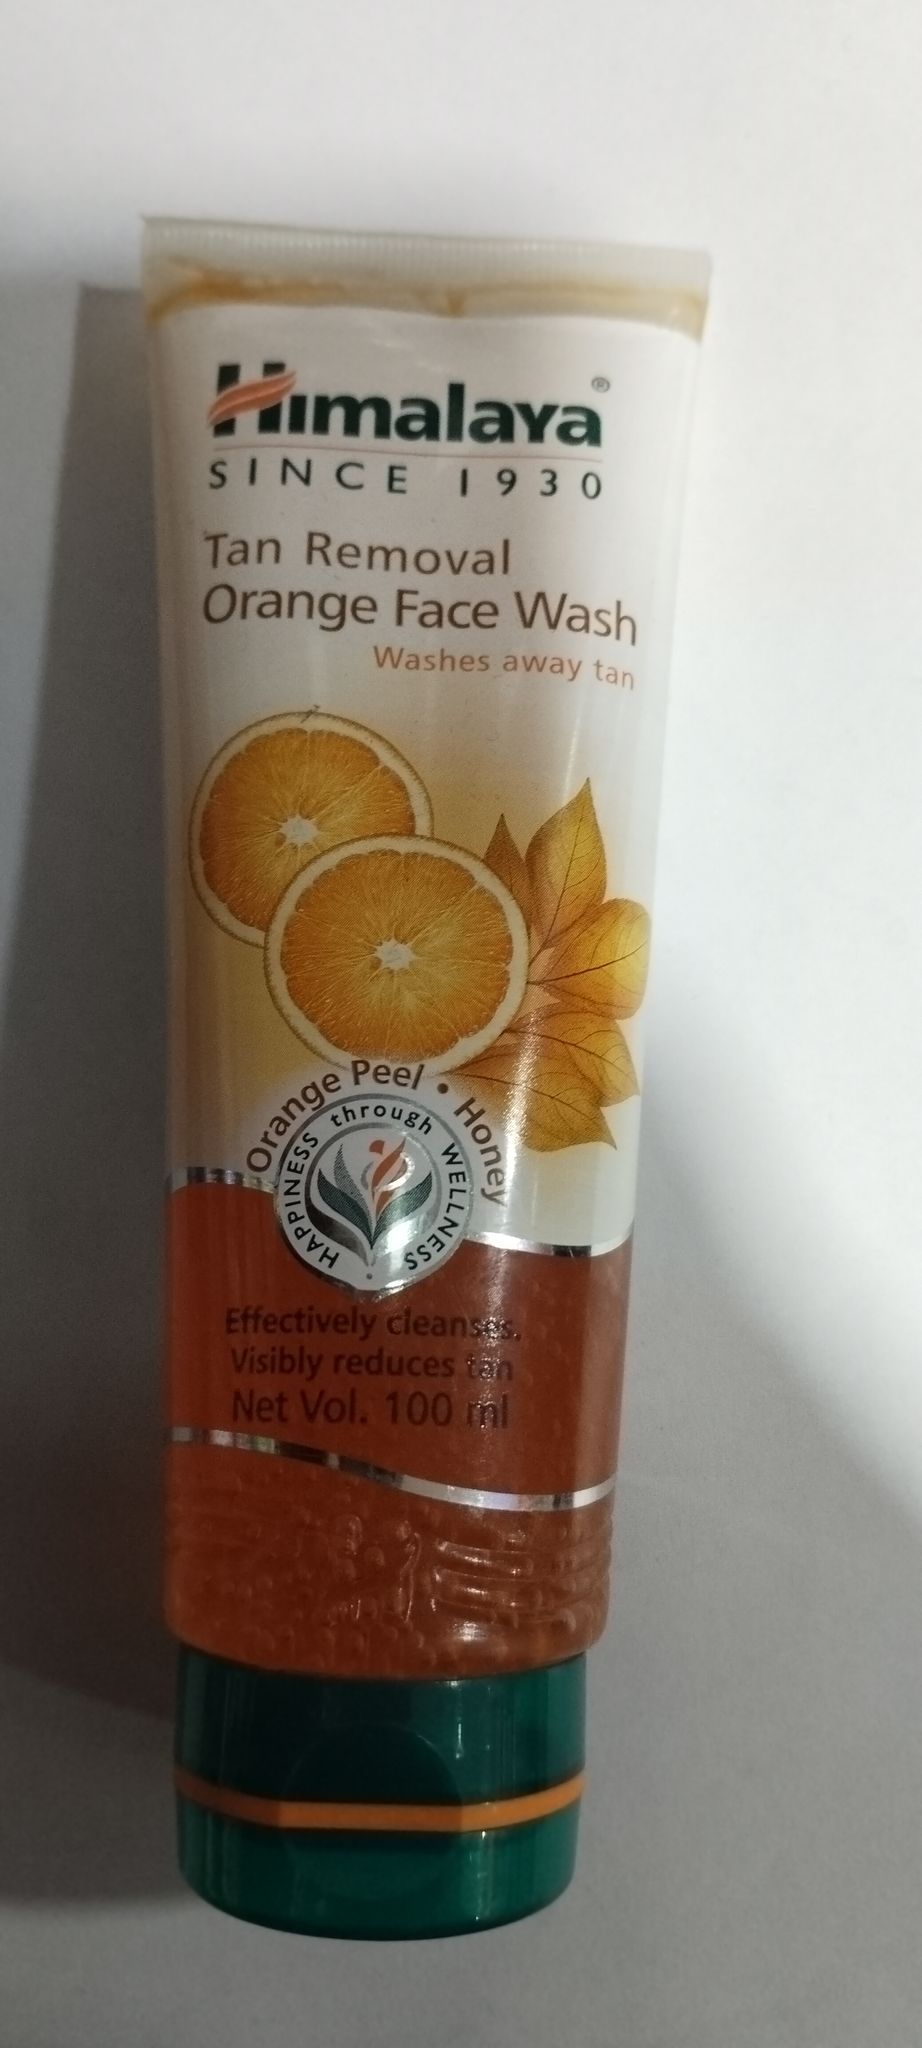 Himalaya®
SINCE 1930
Tan Removal
Orange Face Wash
Washes away tan
Orange Peel • Honey
HAPPINESS through WELLNESS
Effectively cleanses.
Visibly reduces tan
Net Vol. 100 ml